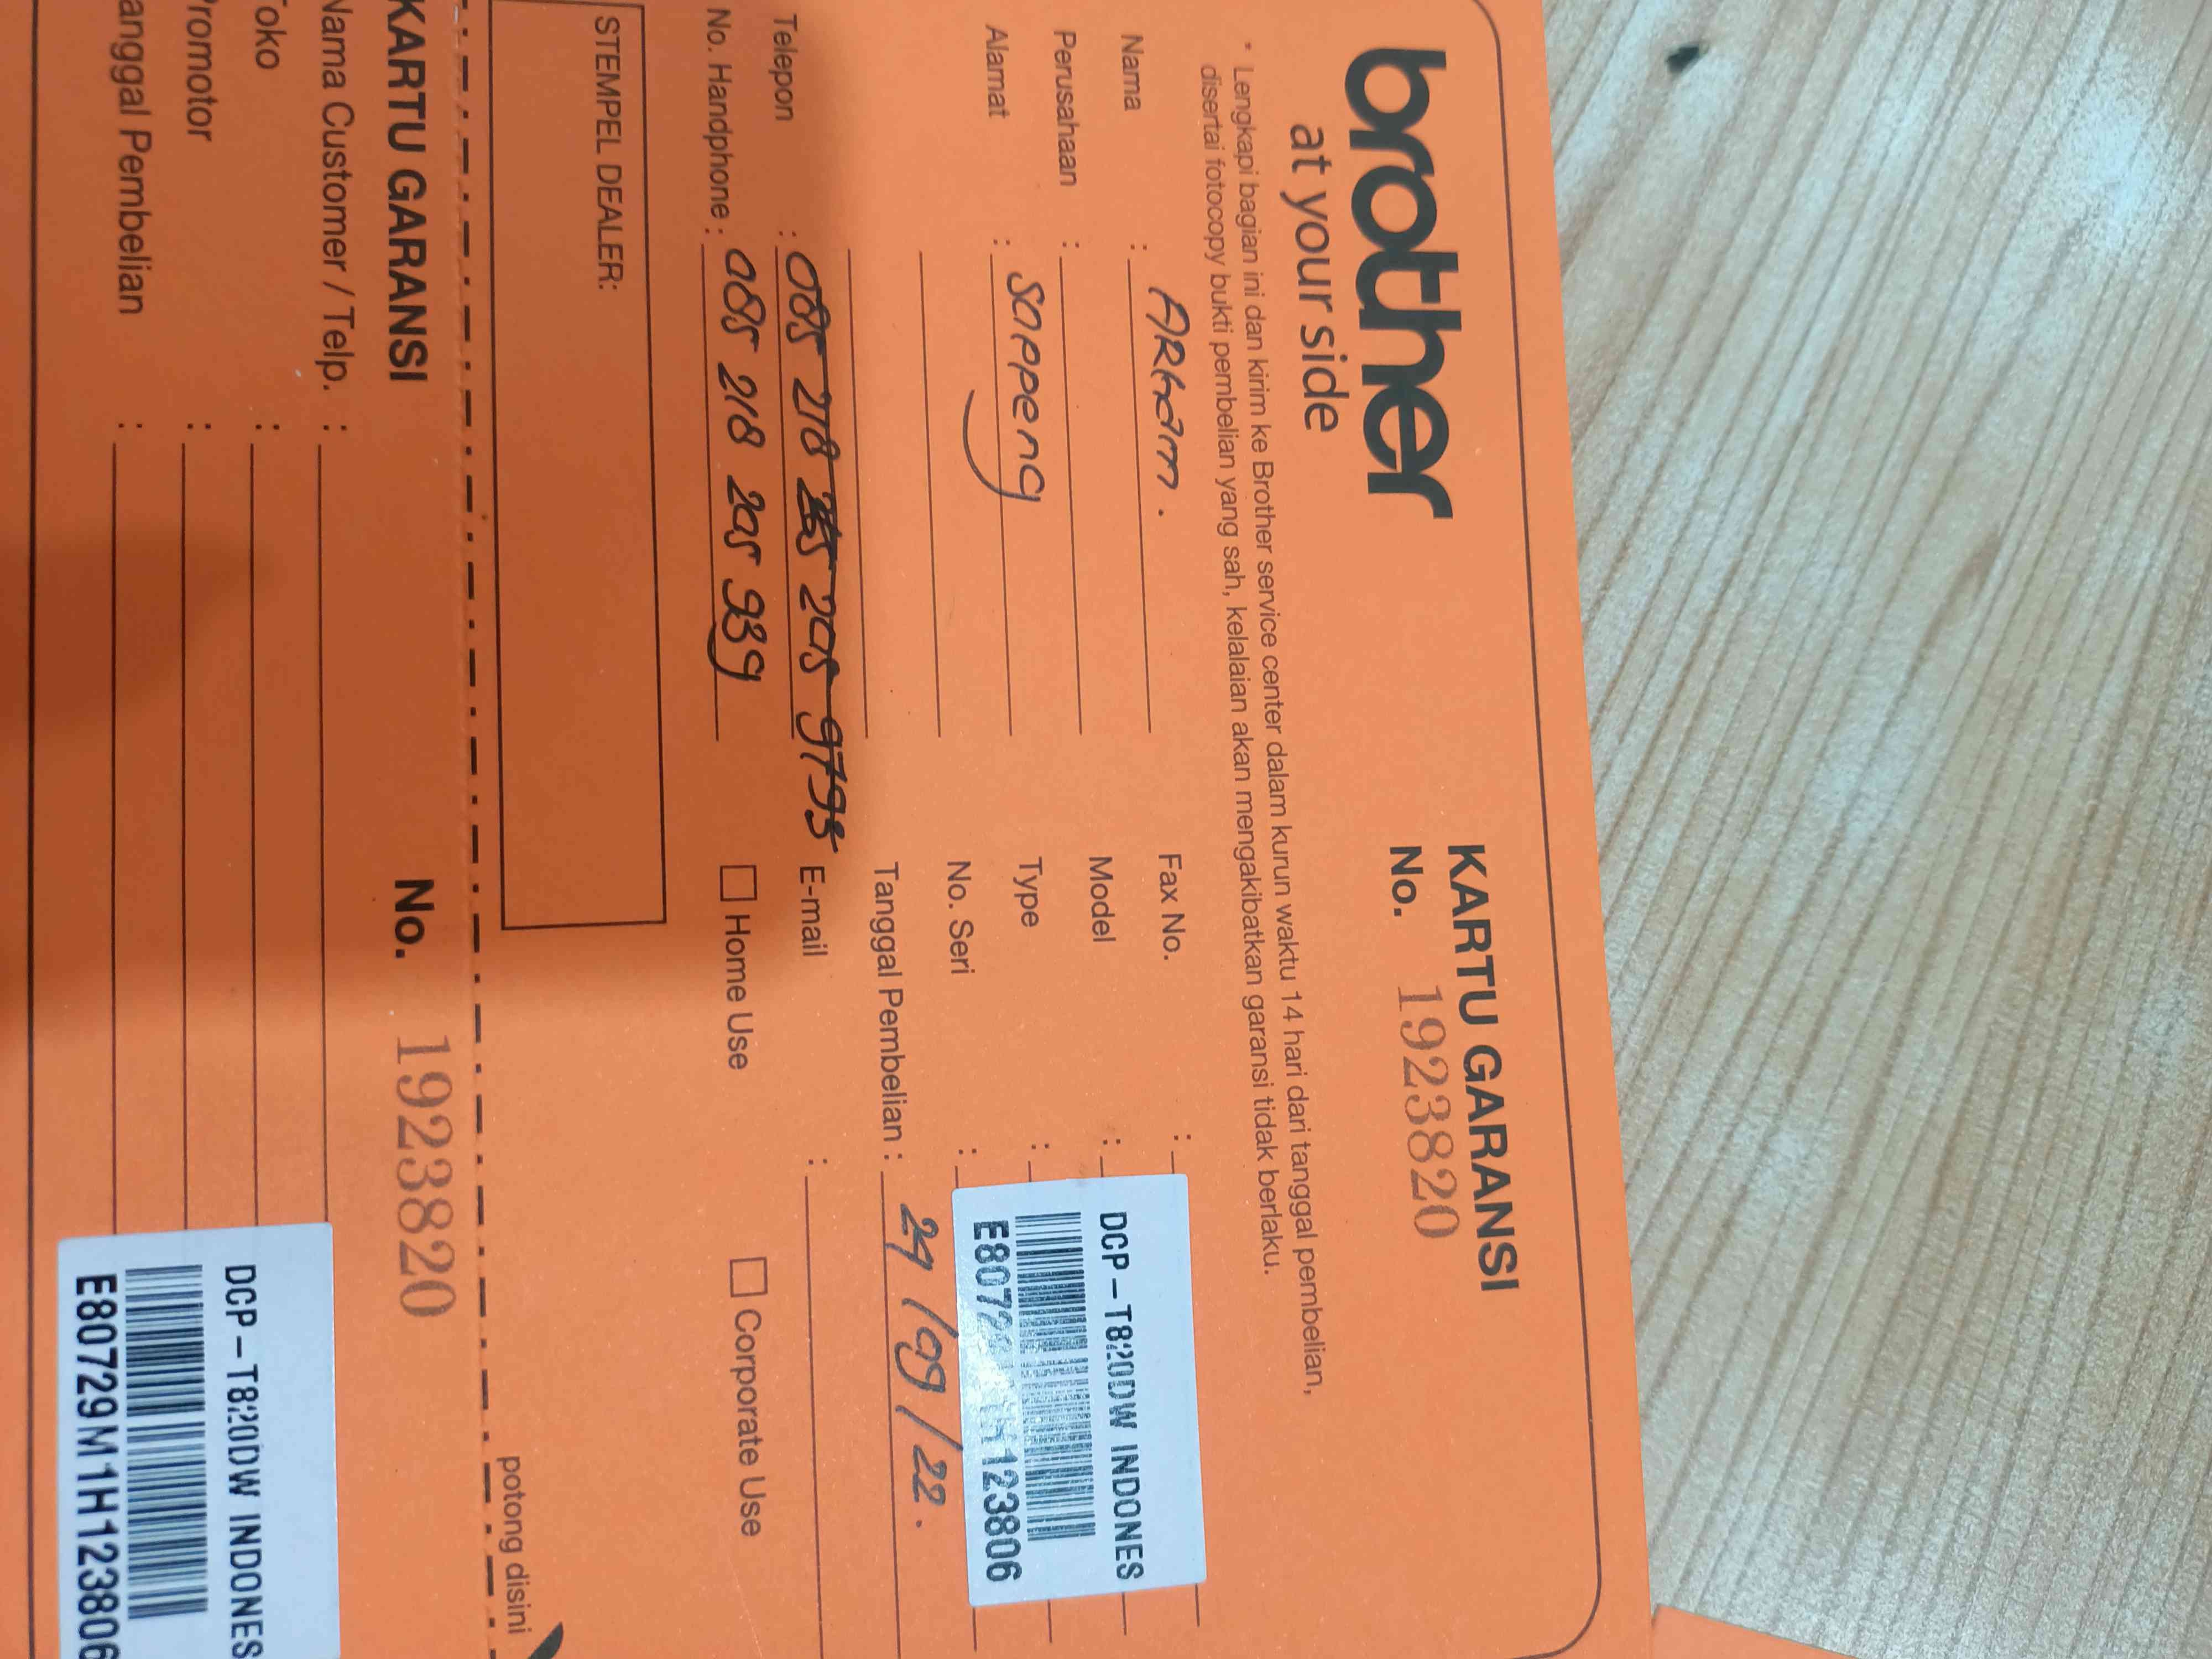 brother
at your side
KARTU GARANSI
No. 1923820
* Lengkapi bagian ini dan kirim ke Brother service center dalam kurun waktu 14 hari dari tanggal pembelian,
disertai fotocopy bukti pembelian yang sah, kelalaian akan mengakibatkan garansi tidak berlaku.
Nama : ARham.
Perusahaan :
Alamat : Soppeng
Telepon : 085 218 205
No. Handphone : 085 218 205 939
Fax No. :
Model :
Type :
No. Seri :
DCP-T820DW INDONES
E8072 123806
Tanggal Pembelian : 29/09/22.
E-mail :
Home Use
Corporate Use
STEMPEL DEALER:
potong disini
KARTU GARANSI
No. 1923820
Nama Customer / Telp. :
Toko :
Promotor :
Tanggal Pembelian :
DCP-T820DW INDONES
E80729M1H123806